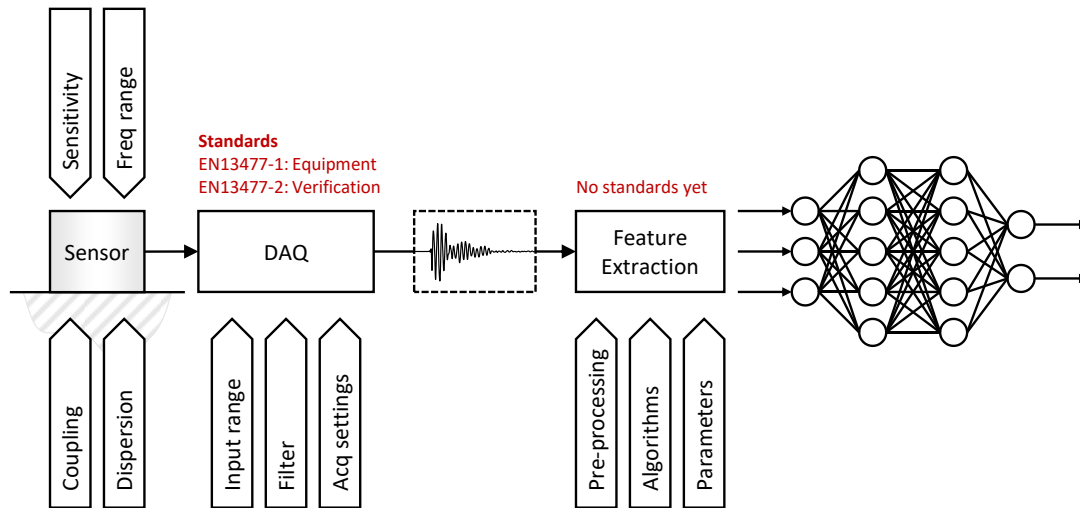 Sensitivity
Freq range
Standards
EN13477-1: Equipment
EN13477-2: Verification
No standards yet
Sensor
DAQ
Feature
Extraction
Coupling
Dispersion
Input range
Filter
Acq settings
Pre-processing
Algorithms
Parameters